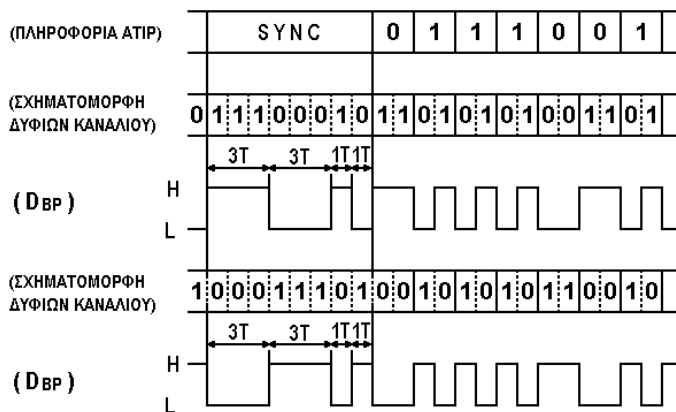 (ΠΛΗΡΟΦΟΡΙΑ ATIP) SYNC 0 1 1 1 0 0 1
(ΣΧΗΜΑΤΟΜΟΡΦΗ
ΔΥΦΙΩΝ ΚΑΝΑΛΙΟΥ) 0 1 1 1 0 0 0 1 0 1 1 0 1 0 1 0 1 0 0 1 1 0 1
3T 3T 1T 1T
(DBP) H
L
(ΣΧΗΜΑΤΟΜΟΡΦΗ
ΔΥΦΙΩΝ ΚΑΝΑΛΙΟΥ) 1 0 0 0 1 1 1 0 1 0 0 1 0 1 0 1 0 1 1 0 0 1 0
3T 3T 1T 1T
(DBP) H
L